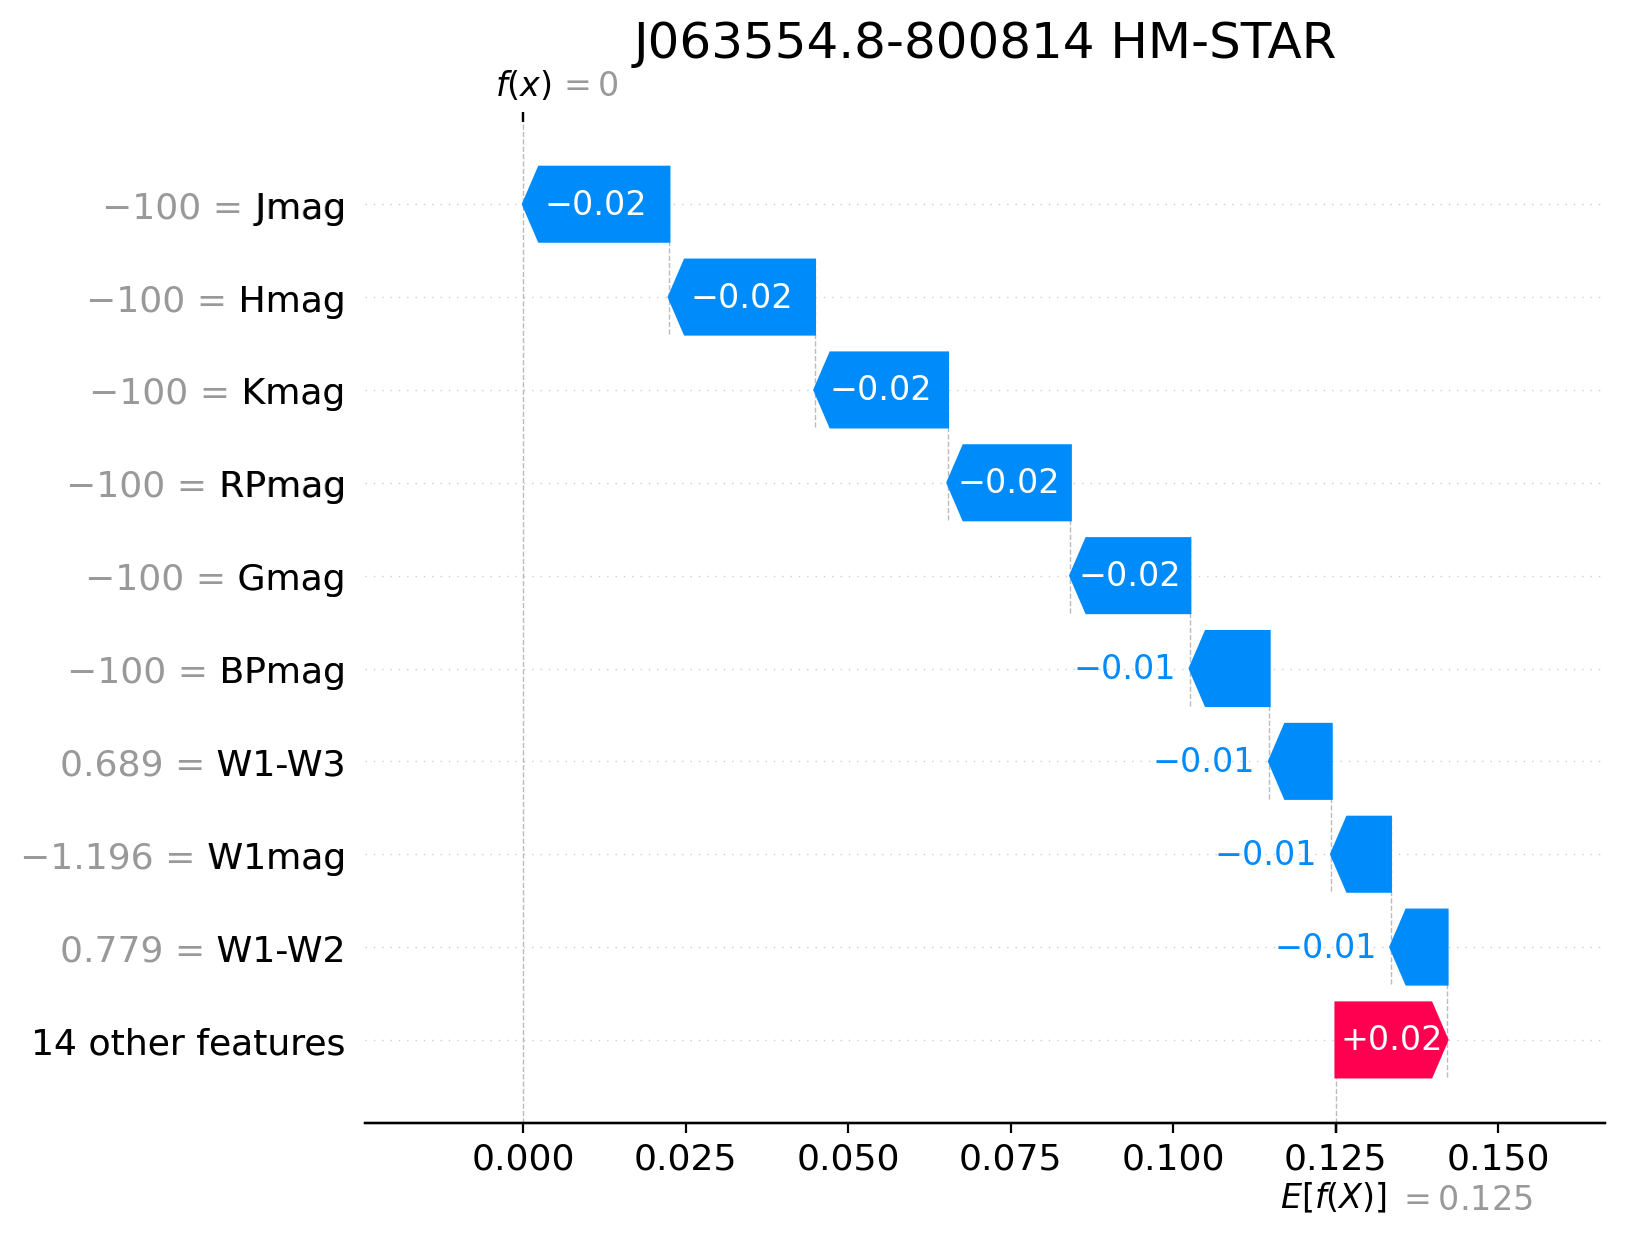 J063554.8-800814 HM-STAR
f(x) = 0
−100 = Jmag
−0.02
−100 = Hmag
−0.02
−100 = Kmag
−0.02
−100 = RPmag
−0.02
−100 = Gmag
−0.02
−100 = BPmag
−0.01
0.689 = W1-W3
−0.01
−1.196 = W1mag
−0.01
0.779 = W1-W2
−0.01
14 other features
+0.02
0.000 0.025 0.050 0.075 0.100 0.125 0.150
E[f(X)] = 0.125